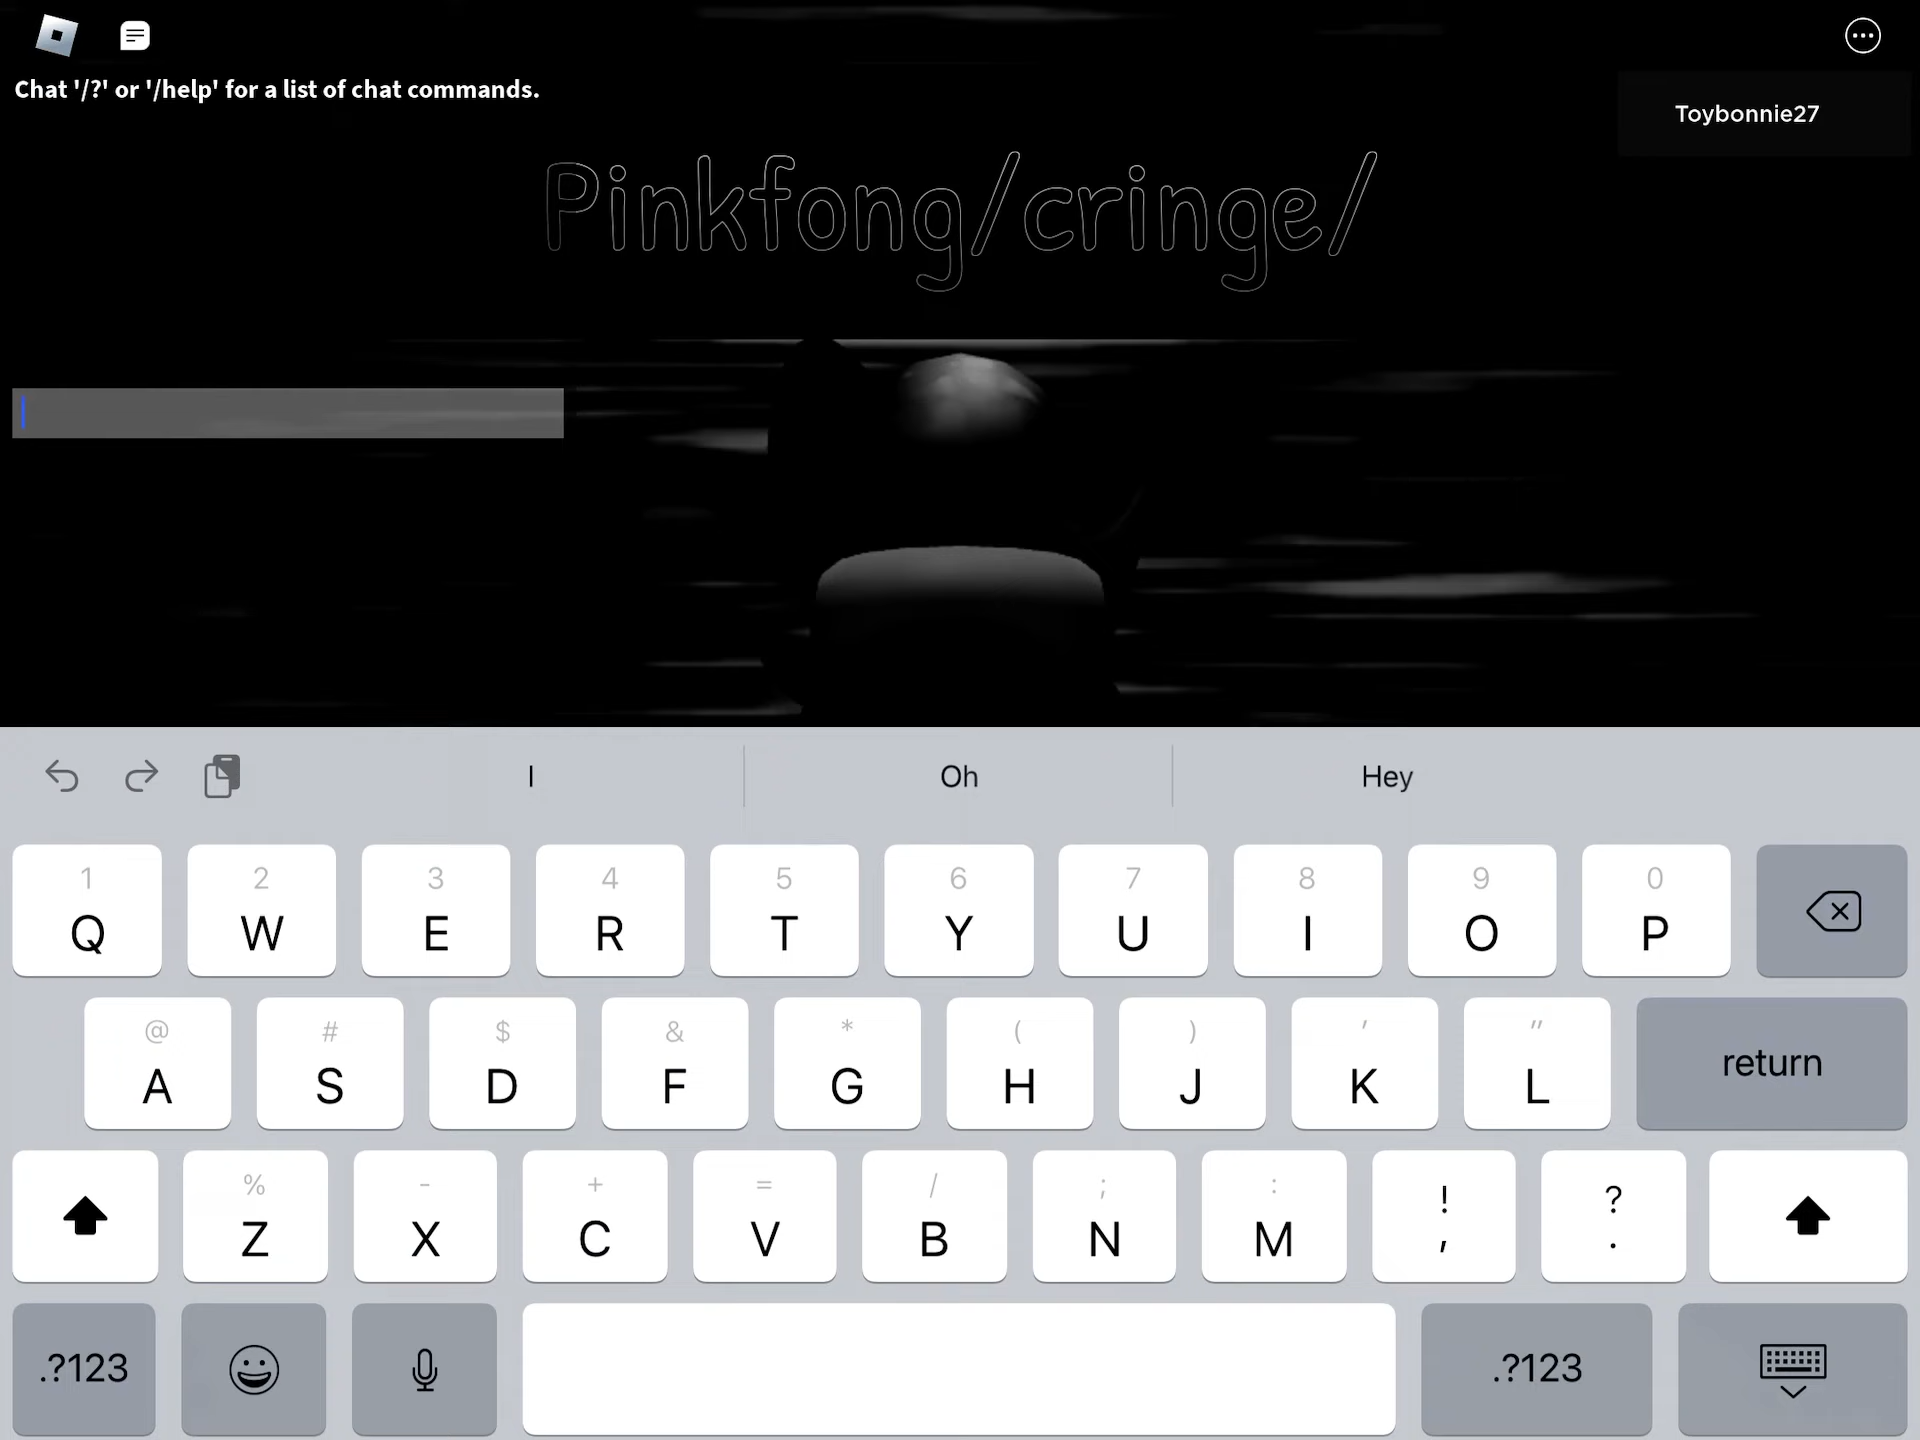 Chat '/?' or '/help' for a list of chat commands.
Toybonnie27
Pinkfong/cringe/
I Oh Hey
1 2 3 4 5 6 7 8 9 0
Q W E R T Y U I O P
@ # $ & * ( ) ' "
A S D F G H J K L return
% - + = / ; : ! ?
Z X C V B N M , .
.?123 .?123